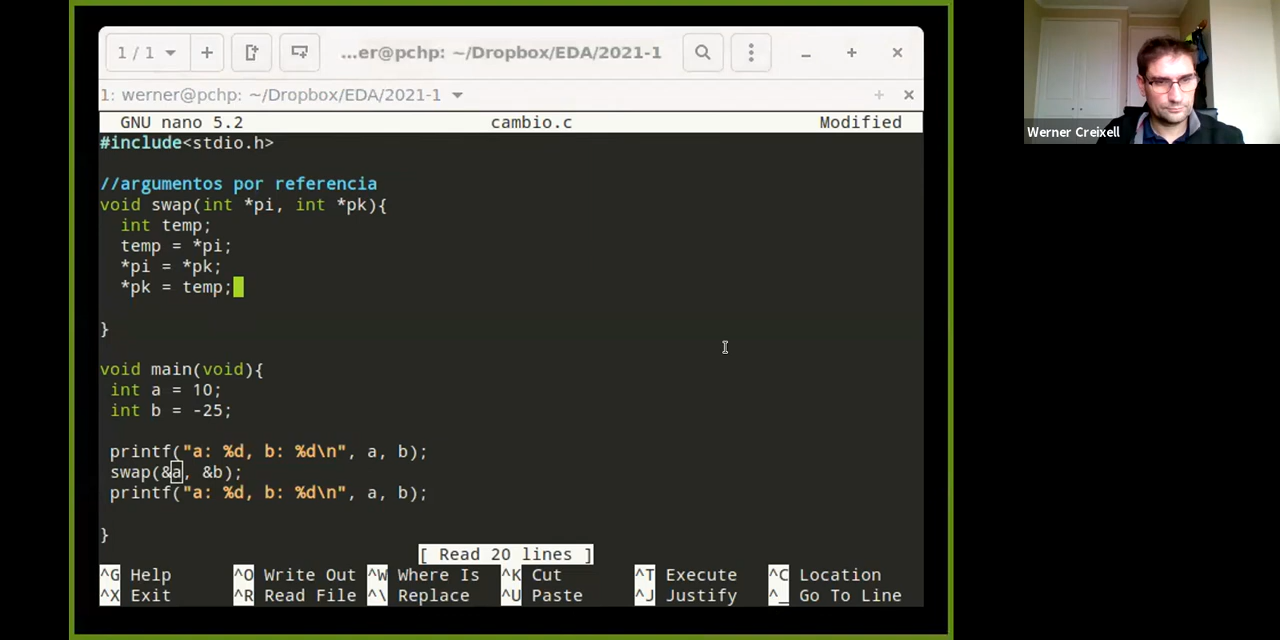 1 / 1
...er@pchp: ~/Dropbox/EDA/2021-1
1: werner@pchp: ~/Dropbox/EDA/2021-1
GNU nano 5.2 cambio.c Modified
#include<stdio.h>
//argumentos por referencia
void swap(int *pi, int *pk){
int temp;
temp = *pi;
*pi = *pk;
*pk = temp;
}
void main(void){
int a = 10;
int b = -25;
printf("a: %d, b: %d\n", a, b);
swap(&a, &b);
printf("a: %d, b: %d\n", a, b);
}
[ Read 20 lines ]
^G Help ^O Write Out ^W Where Is ^K Cut ^T Execute ^C Location
^X Exit ^R Read File ^\ Replace ^U Paste ^J Justify ^_ Go To Line
Werner Creixell